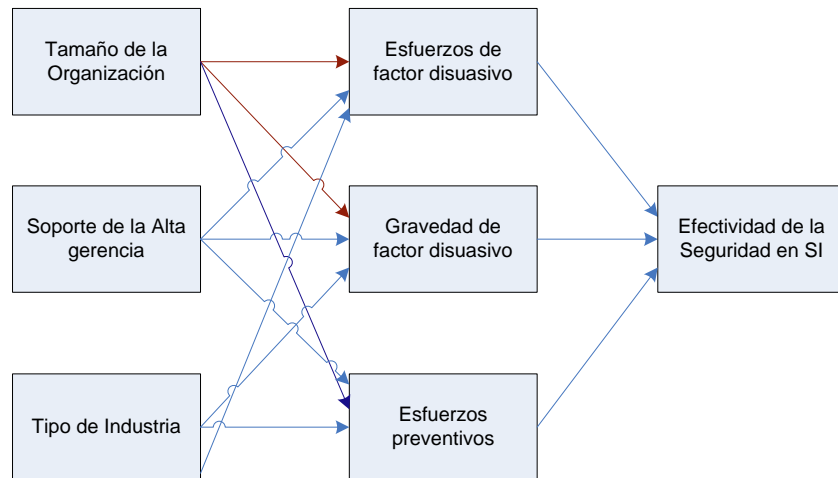 Tamaño de la
Organización
Esfuerzos de
factor disuasivo
Soporte de la Alta
gerencia
Gravedad de
factor disuasivo
Efectividad de la
Seguridad en SI
Tipo de Industria
Esfuerzos
preventivos